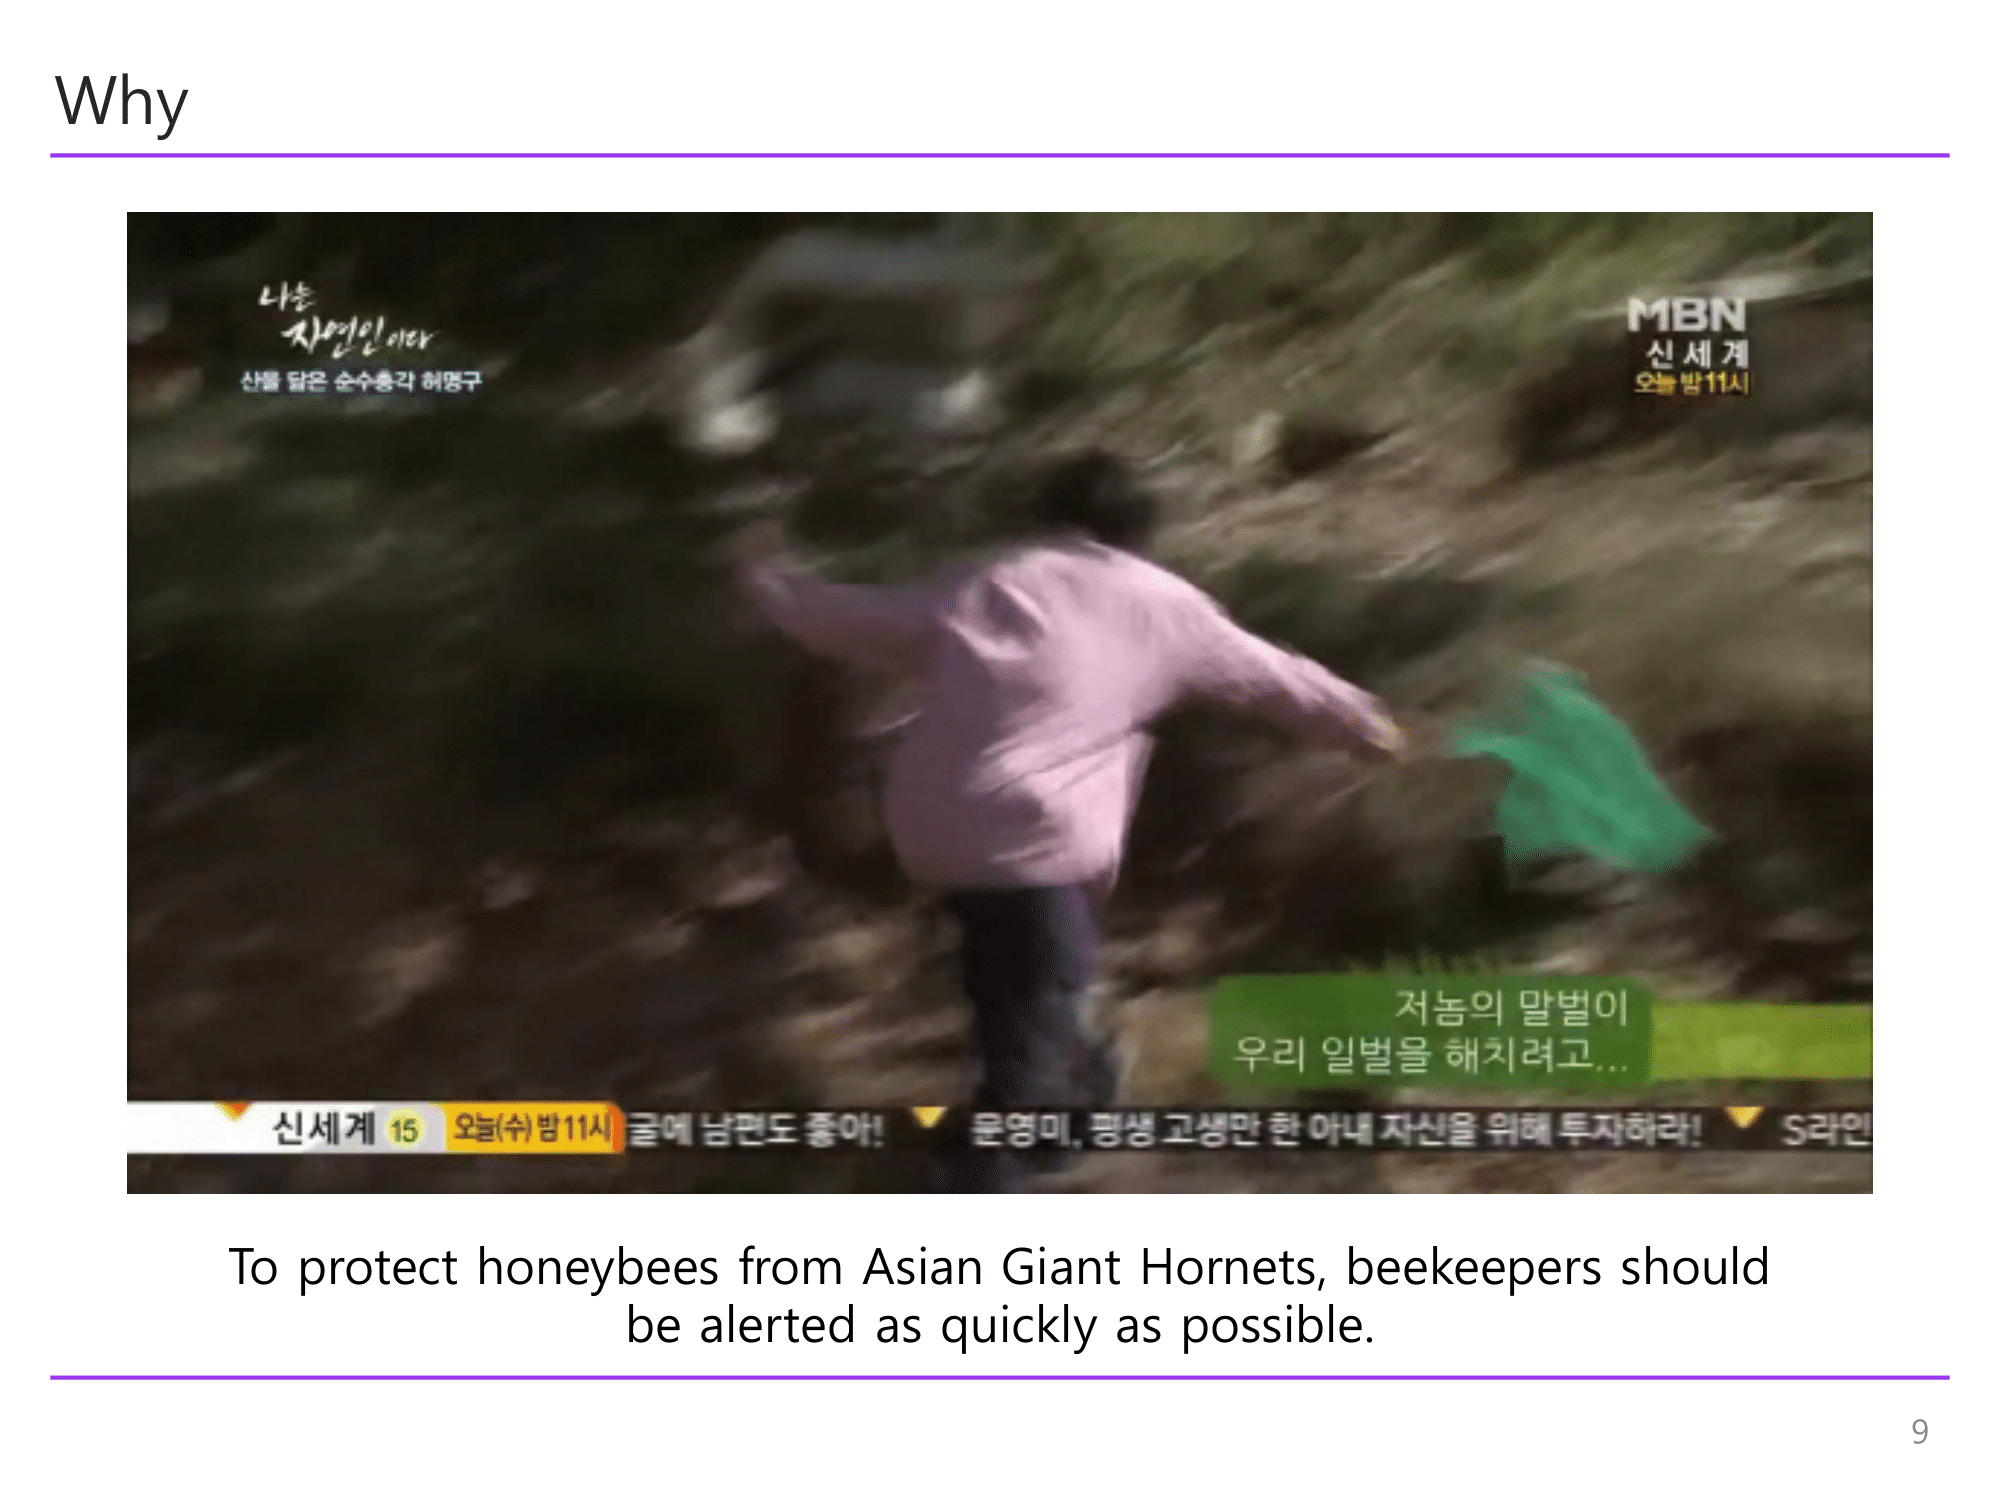 Why
나는
자연인이다
산을 닮은 순수총각 허명구
MBN
신세계
오늘 밤 11시
저놈의 말벌이
우리 일벌을 해치려고...
신세계 15 오늘(수) 밤 11시 굴에 남편도 좋아! 문영미, 평생 고생만 한 아내 자신을 위해 투자하라! S라인
To protect honeybees from Asian Giant Hornets, beekeepers should
be alerted as quickly as possible.
9